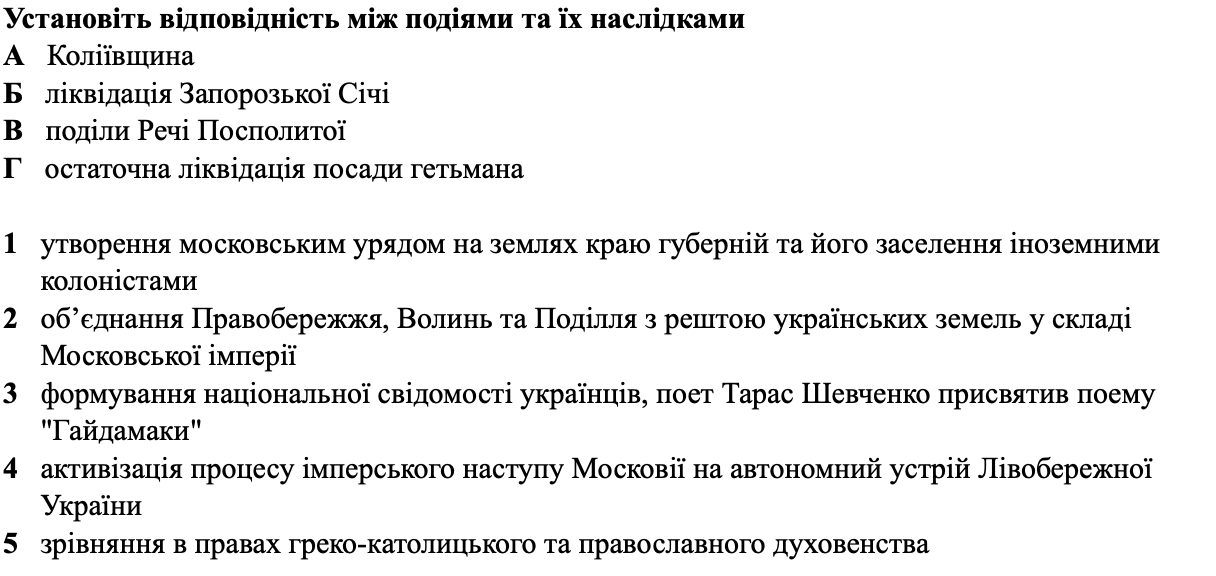 Установіть відповідність між подіями та їх наслідками
А Коліївщина
Б ліквідація Запорозької Січі
В поділи Речі Посполитої
Г остаточна ліквідація посади гетьмана
1 утворення московським урядом на землях краю губерній та його заселення іноземними
колоністами
2 об’єднання Правобережжя, Волинь та Поділля з рештою українських земель у складі
Московської імперії
3 формування національної свідомості українців, поет Тарас Шевченко присвятив поему
"Гайдамаки"
4 активізація процесу імперського наступу Московії на автономний устрій Лівобережної
України
5 зрівняння в правах греко-католицького та православного духовенства